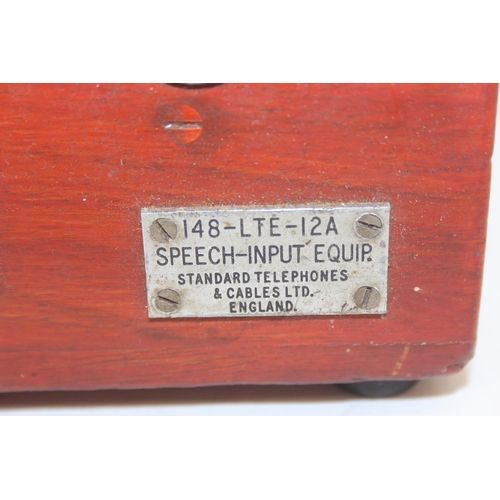 148-LTE-12A
SPEECH-INPUT EQUIP.
STANDARD TELEPHONES
& CABLES LTD.
ENGLAND.